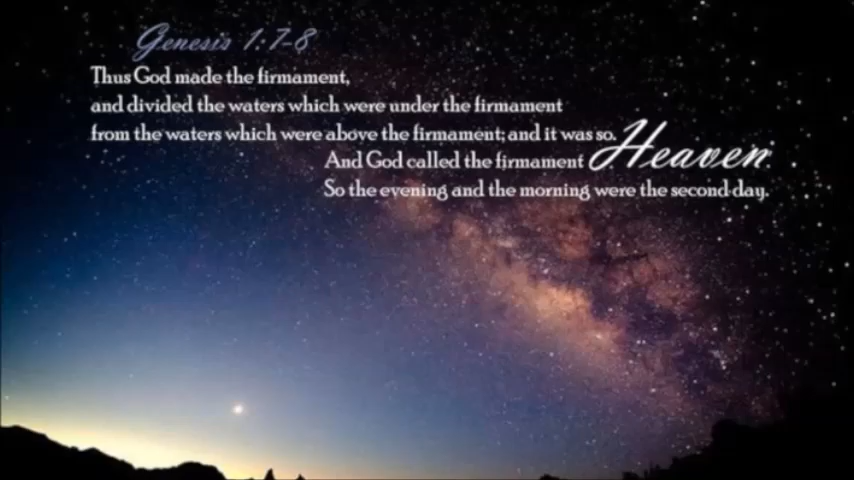 Genesis 1:7-8
Thus God made the firmament,
and divided the waters which were under the firmament
from the waters which were above the firmament; and it was so.
And God called the firmament Heaven
So the evening and the morning were the second day.